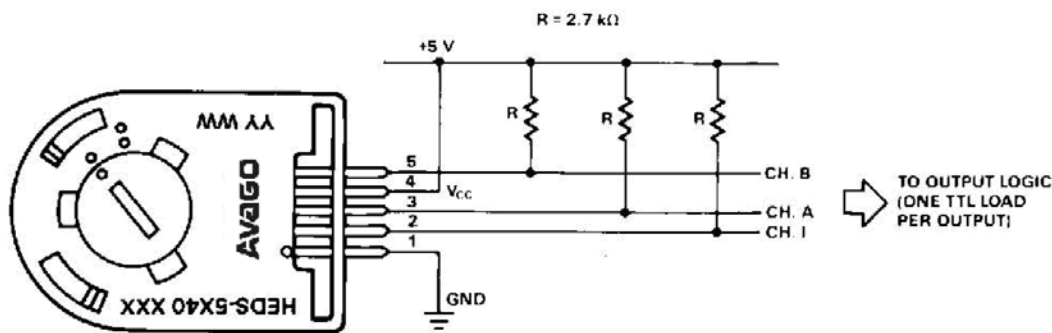 R = 2.7 kΩ
+5 V
R
R
R
YY WW
AVAGO
HEDS-5X40 XXX
5
4
VCC
3
2
1
GND
CH. B
CH. A
CH. I
TO OUTPUT LOGIC
(ONE TTL LOAD
PER OUTPUT)